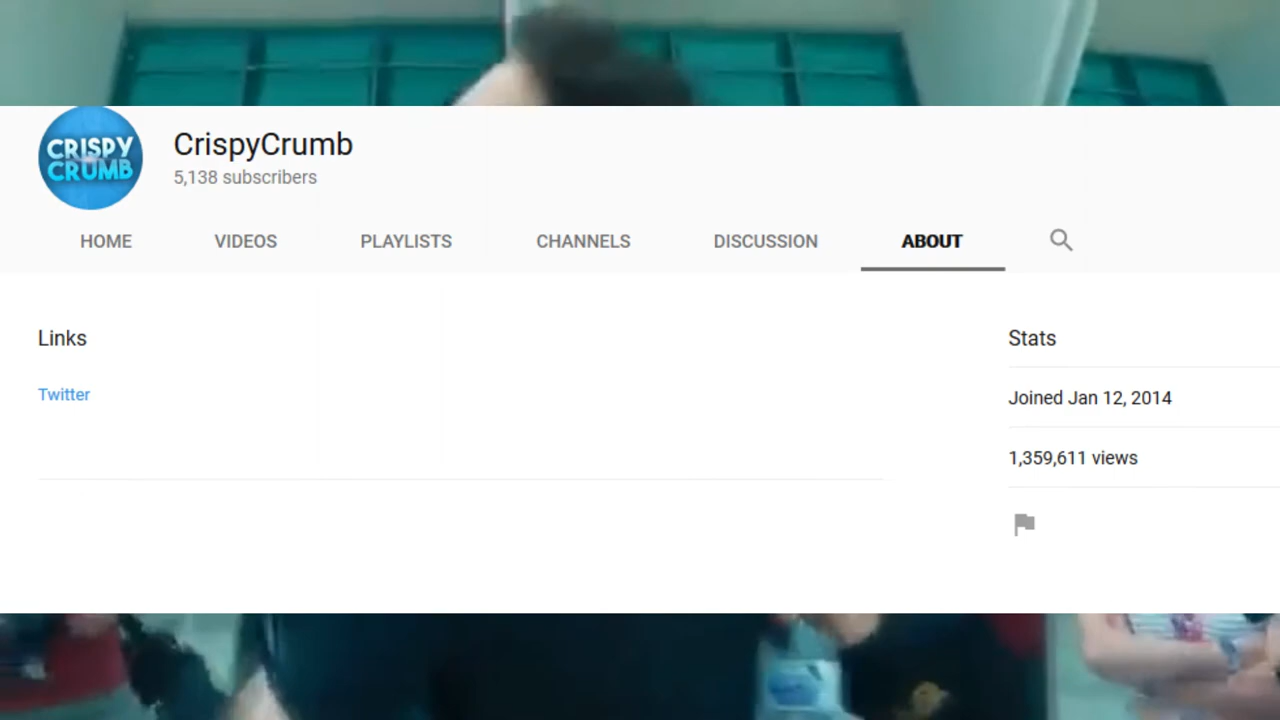 CRISPY
CRUMB
CrispyCrumb
5,138 subscribers
HOME VIDEOS PLAYLISTS CHANNELS DISCUSSION ABOUT
Links
Stats
Twitter
Joined Jan 12, 2014
1,359,611 views